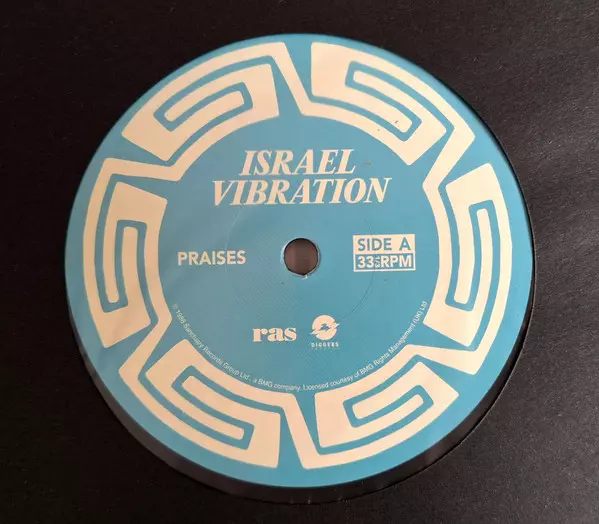 ISRAEL
VIBRATION
PRAISES
SIDE A
33⅓RPM
ras
DIGGERS
℗ 1988 Sanctuary Records Group Ltd., a BMG company. Licensed courtesy of BMG Rights Management (UK) Ltd